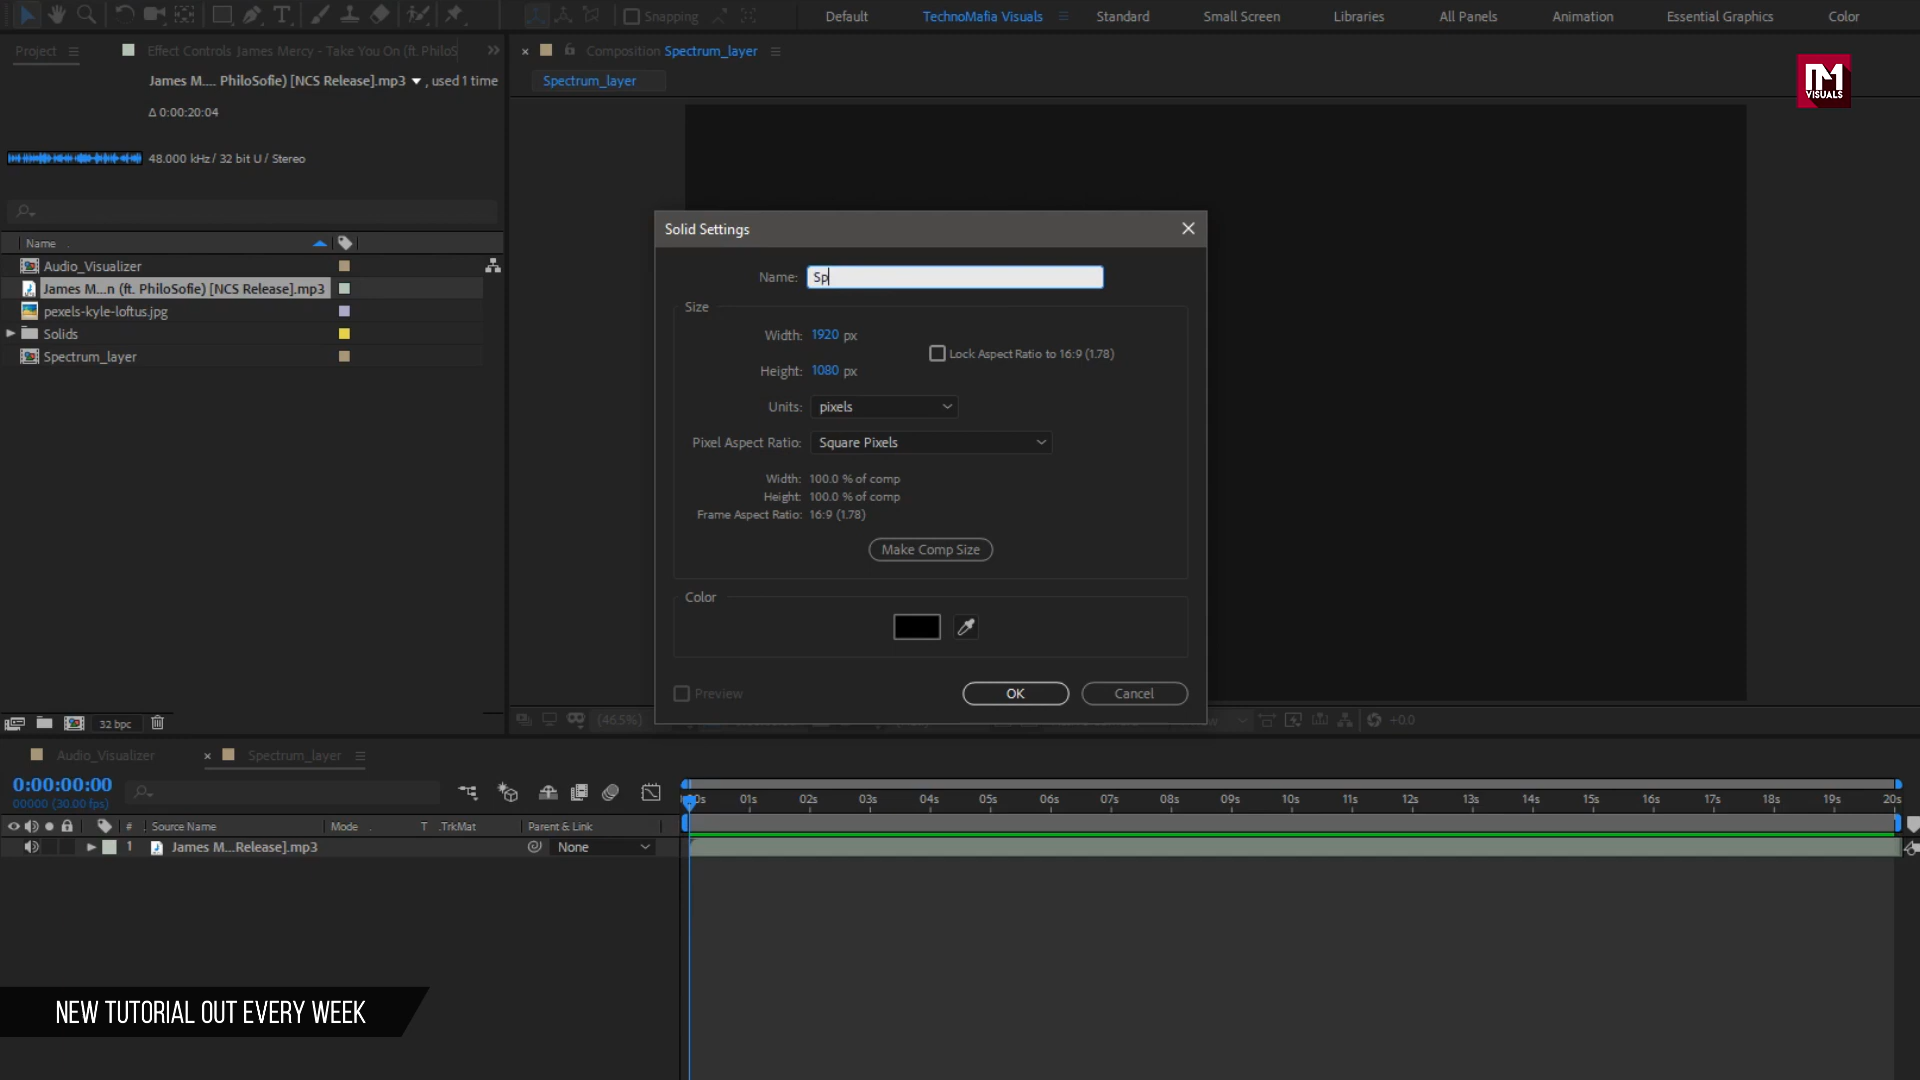 Snapping
Default
TechnoMafia Visuals
Standard
Small Screen
Libraries
All Panels
Animation
Essential Graphics
Color
Project
Effect Controls James Mercy - Take You On (ft. PhiloS
Composition Spectrum_layer
James M.... PhiloSofie) [NCS Release].mp3 , used 1 time
Spectrum_layer
VISUALS
Δ 0:00:20:04
48.000 kHz / 32 bit U / Stereo
Name
Audio_Visualizer
James M...n (ft. PhiloSofie) [NCS Release].mp3
pexels-kyle-loftus.jpg
Solids
Spectrum_layer
Solid Settings
Name: Sp
Size
Width: 1920 px
Lock Aspect Ratio to 16:9 (1.78)
Height: 1080 px
Units: pixels
Pixel Aspect Ratio: Square Pixels
Width: 100.0 % of comp
Height: 100.0 % of comp
Frame Aspect Ratio: 16:9 (1.78)
Make Comp Size
Color
Preview
OK
Cancel
32 bpc
(46.5%)
+0.0
Audio_Visualizer
Spectrum_layer
0:00:00:00
00000 (30.00 fps)
01s 02s 03s 04s 05s 06s 07s 08s 09s 10s 11s 12s 13s 14s 15s 16s 17s 18s 19s 20s
# Source Name Mode T .TrkMat Parent & Link
1 James M...Release].mp3 None
NEW TUTORIAL OUT EVERY WEEK